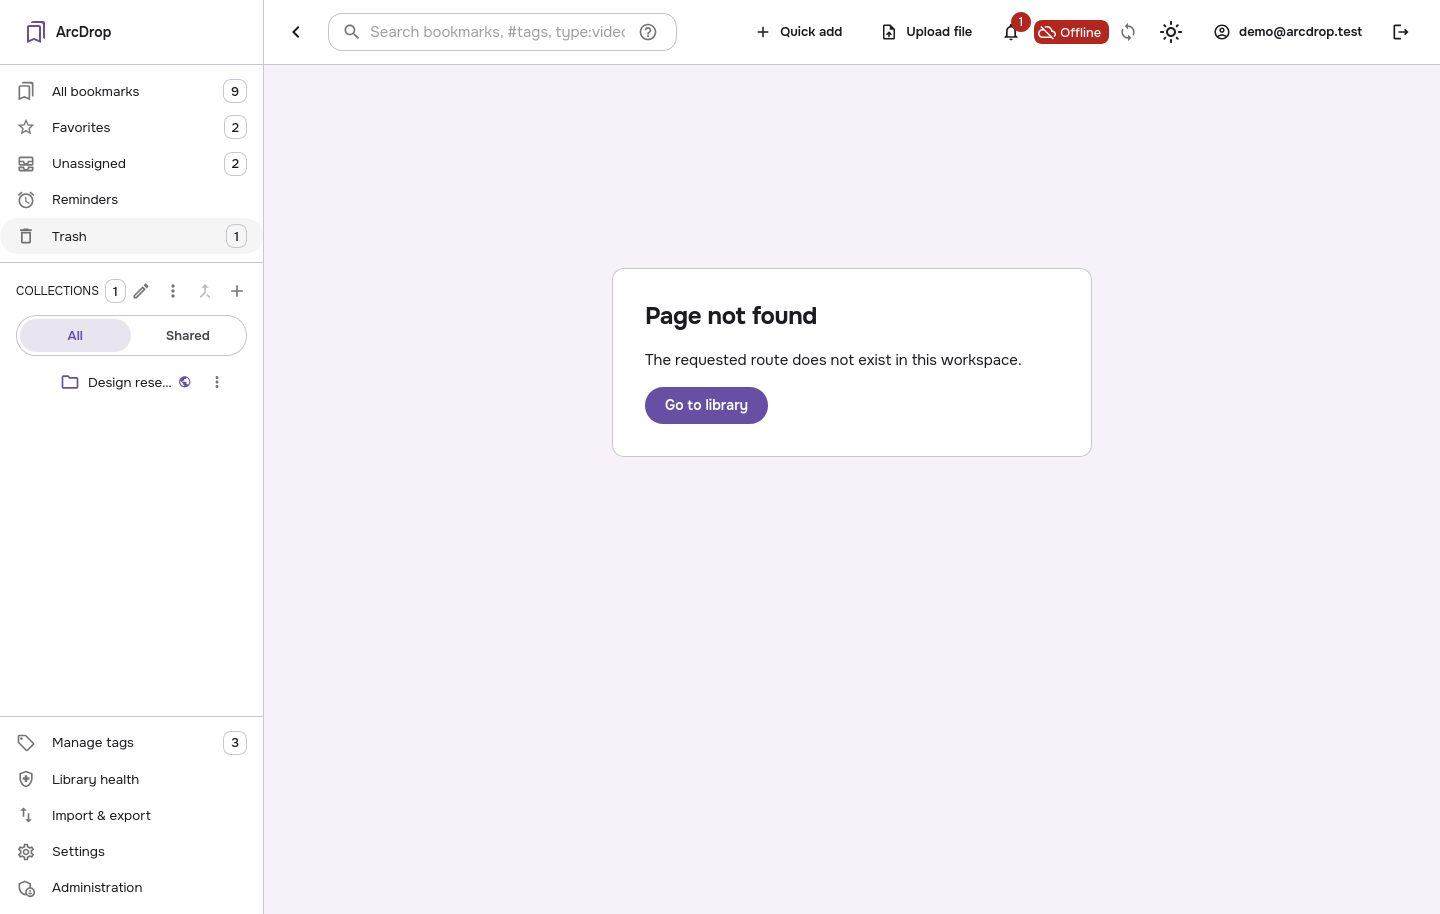 ArcDrop
Search bookmarks, #tags, type:video
Quick add
Upload file
1
Offline
demo@arcdrop.test
All bookmarks 9
Favorites 2
Unassigned 2
Reminders
Trash 1
COLLECTIONS 1
All Shared
Design rese...
Page not found
The requested route does not exist in this workspace.
Go to library
Manage tags 3
Library health
Import & export
Settings
Administration